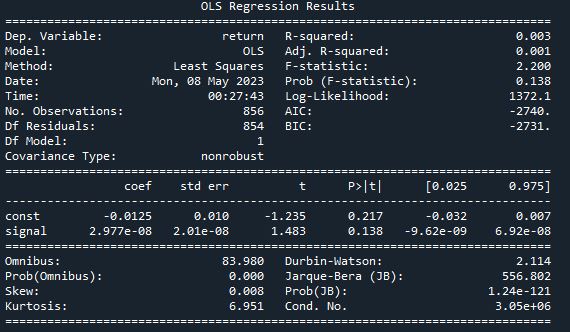 OLS Regression Results
==============================================================================
Dep. Variable:                 return   R-squared:                       0.003
Model:                            OLS   Adj. R-squared:                  0.001
Method:                 Least Squares   F-statistic:                     2.200
Date:                Mon, 08 May 2023   Prob (F-statistic):              0.138
Time:                        00:27:43   Log-Likelihood:                 1372.1
No. Observations:                 856   AIC:                            -2740.
Df Residuals:                     854   BIC:                            -2731.
Df Model:                           1
Covariance Type:            nonrobust
==============================================================================
                 coef    std err          t      P>|t|      [0.025      0.975]
------------------------------------------------------------------------------
const         -0.0125      0.010     -1.235      0.217      -0.032       0.007
signal      2.977e-08   2.01e-08      1.483      0.138   -9.62e-09    6.92e-08
==============================================================================
Omnibus:                       83.980   Durbin-Watson:                   2.114
Prob(Omnibus):                  0.000   Jarque-Bera (JB):              556.802
Skew:                           0.008   Prob(JB):                    1.24e-121
Kurtosis:                       6.951   Cond. No.                     3.05e+06
==============================================================================